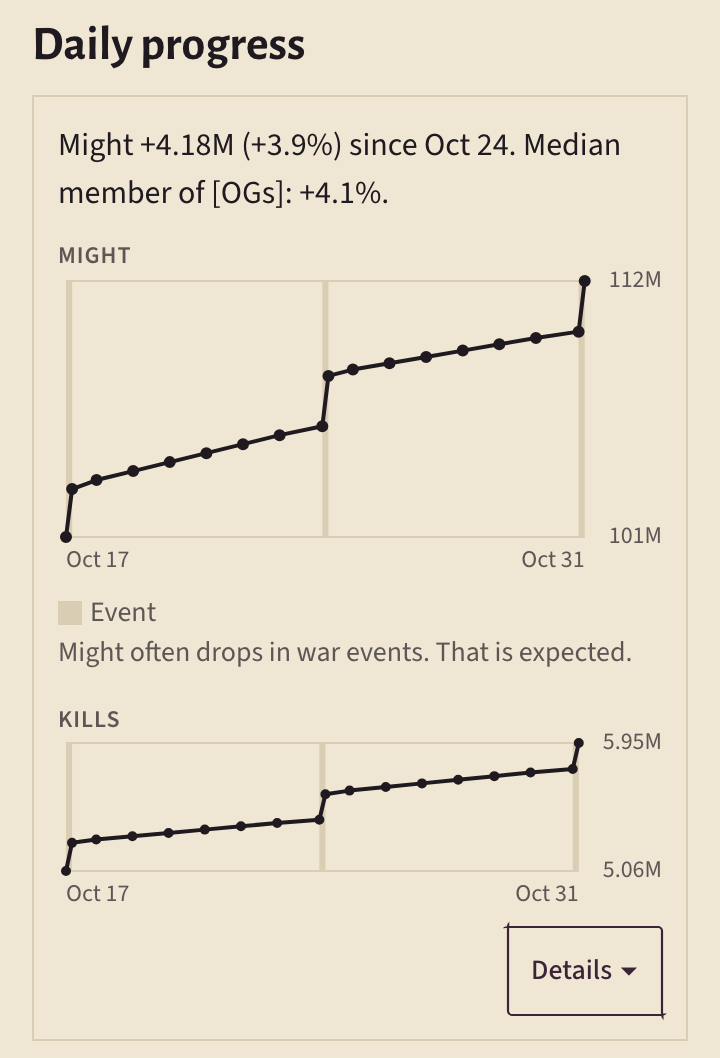 Daily progress
Might +4.18M (+3.9%) since Oct 24. Median
member of [OGs]: +4.1%.
MIGHT
112M
101M
Oct 17
Oct 31
Event
Might often drops in war events. That is expected.
KILLS
5.95M
5.06M
Oct 17
Oct 31
Details